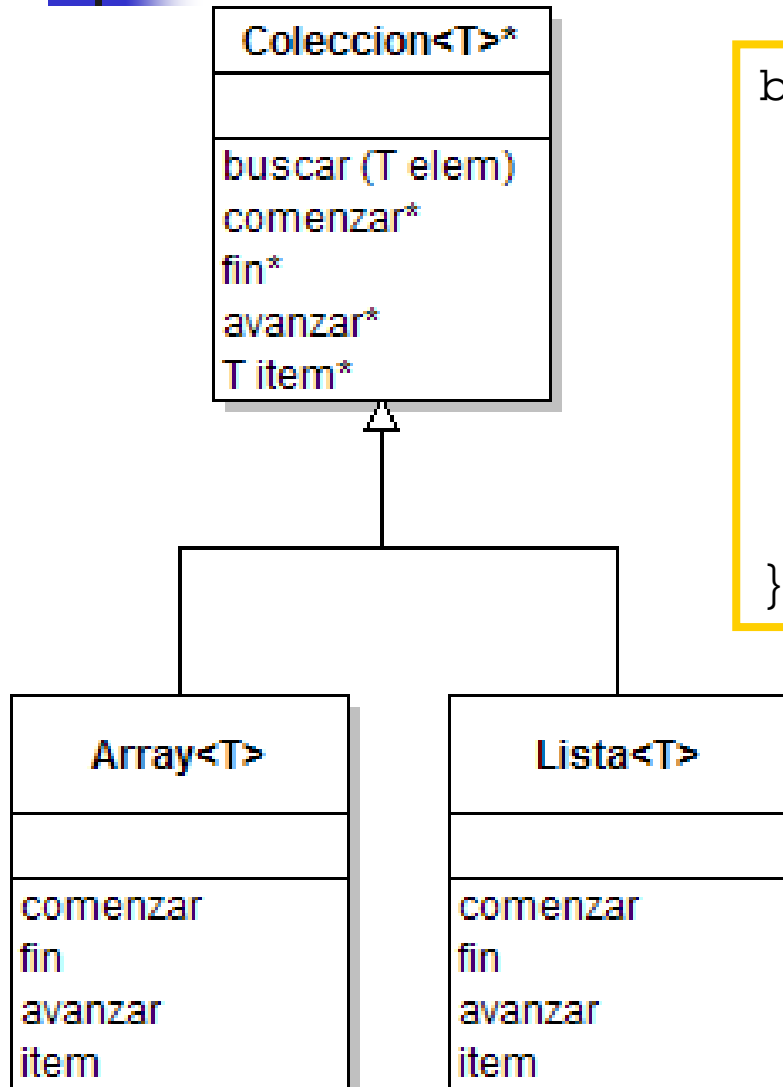 Coleccion<T>*
buscar (T elem)
comenzar*
fin*
avanzar*
T item*
b
}
Array<T>
comenzar
fin
avanzar
item
Lista<T>
comenzar
fin
avanzar
item